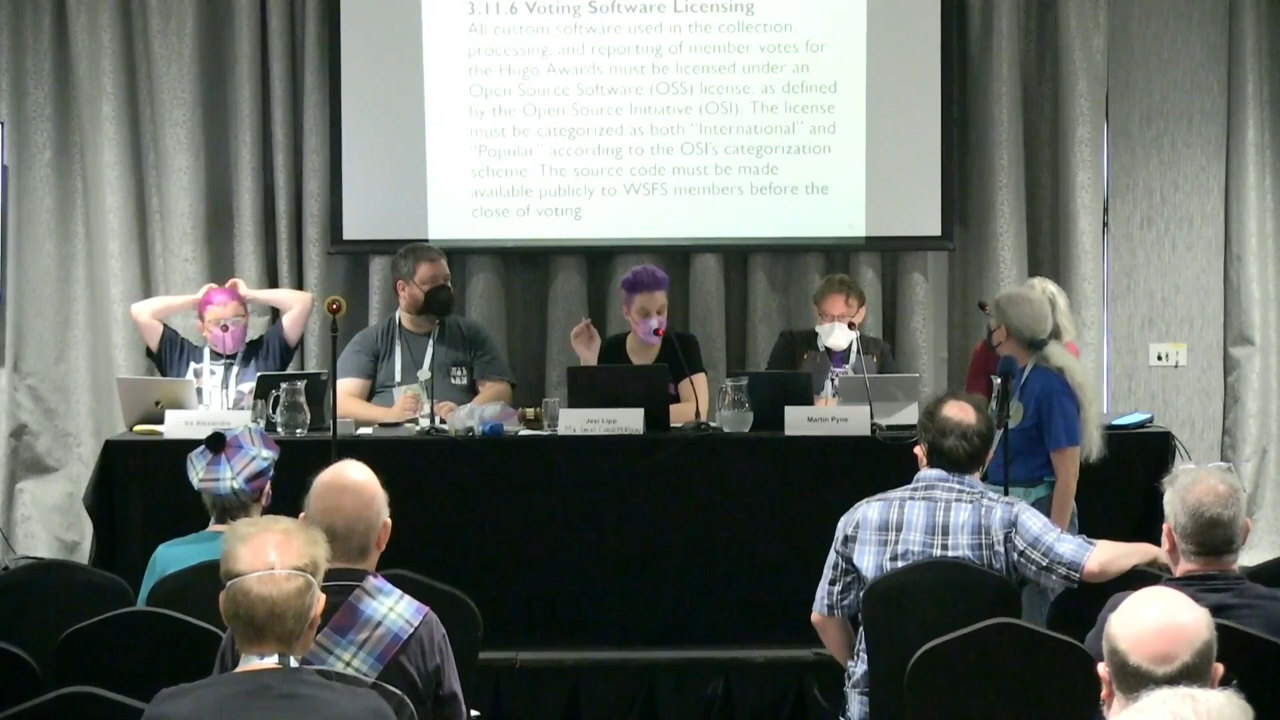 3.11.6 Voting Software Licensing
All custom software used in the collection,
processing, and reporting of member votes for
the Hugo Awards must be licensed under an
Open Source Software (OSS) license, as defined
by the Open Source Initiative (OSI). The license
must be categorized as both "International" and
"Popular" according to the OSI's categorization
scheme. The source code must be made
available publicly to WSFS members before the
close of voting
Iris Alexandra
Jesi Lipp
Martin Pyne